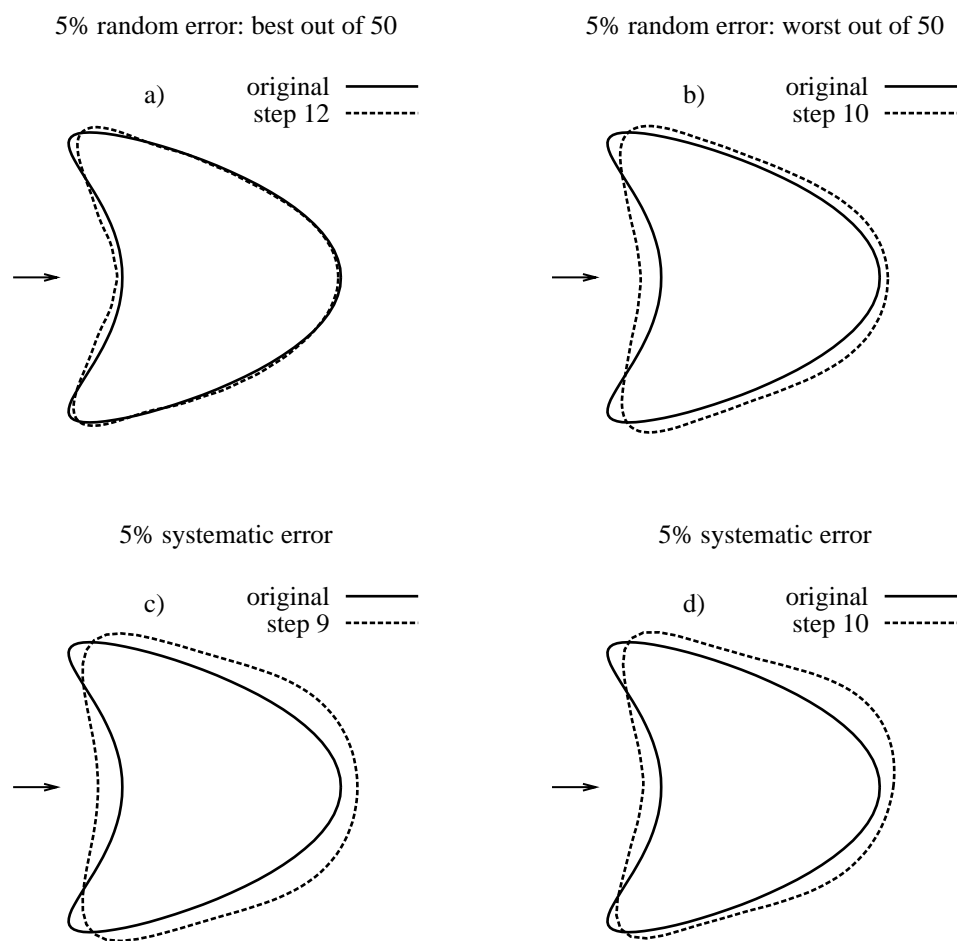 5% random error: best out of 50
a)
original
step 12
5% random error: worst out of 50
b)
original
step 10
5% systematic error
c)
original
step 9
5% systematic error
d)
original
step 10